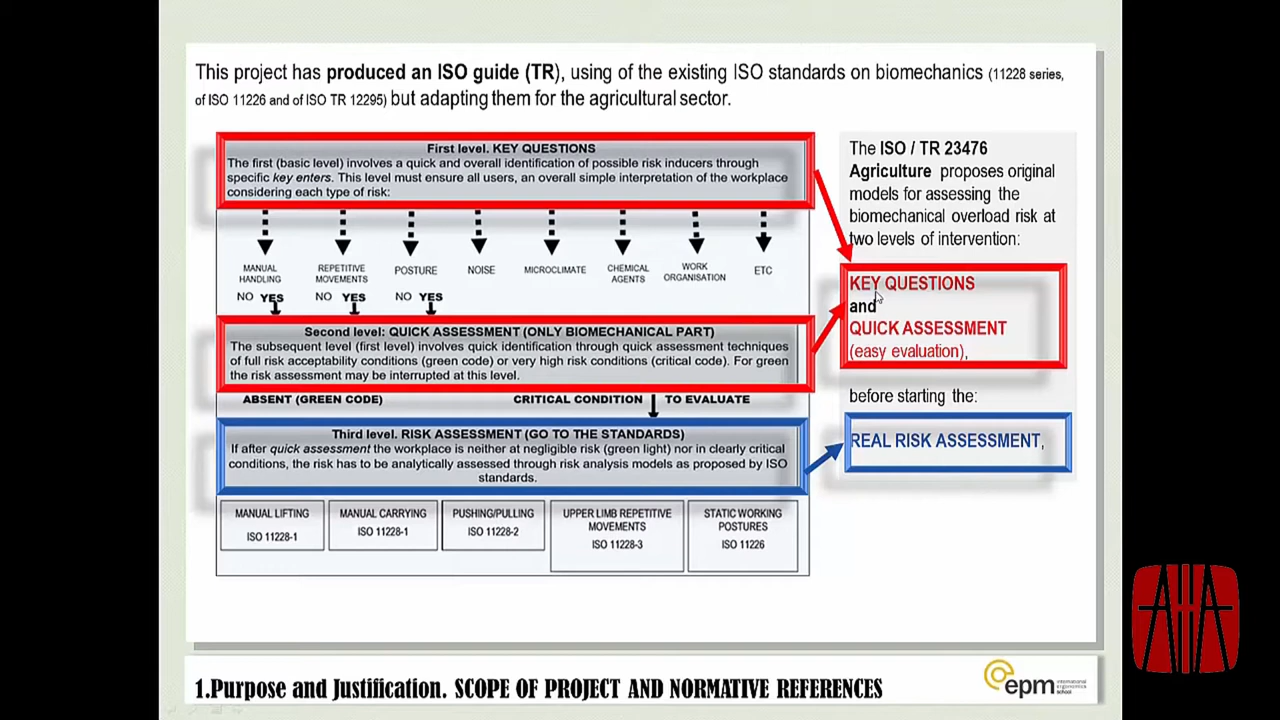 This project has produced an ISO guide (TR), using of the existing ISO standards on biomechanics (11228 series,
of ISO 11226 and of ISO TR 12295) but adapting them for the agricultural sector.
First level. KEY QUESTIONS
The first (basic level) involves a quick and overall identification of possible risk inducers through
specific key enters. This level must ensure all users, an overall simple interpretation of the workplace
considering each type of risk:
MANUAL
HANDLING
REPETITIVE
MOVEMENTS
POSTURE
NOISE
MICROCLIMATE
CHEMICAL
AGENTS
WORK
ORGANISATION
ETC
NO YES
NO YES
NO YES
Second level: QUICK ASSESSMENT (ONLY BIOMECHANICAL PART)
The subsequent level (first level) involves quick identification through quick assessment techniques
of full risk acceptability conditions (green code) or very high risk conditions (critical code). For green
the risk assessment may be interrupted at this level.
ABSENT (GREEN CODE)
CRITICAL CONDITION
TO EVALUATE
Third level. RISK ASSESSMENT (GO TO THE STANDARDS)
If after quick assessment the workplace is neither at negligible risk (green light) nor in clearly critical
conditions, the risk has to be analytically assessed through risk analysis models as proposed by ISO
standards.
MANUAL LIFTING
ISO 11228-1
MANUAL CARRYING
ISO 11228-1
PUSHING/PULLING
ISO 11228-2
UPPER LIMB REPETITIVE
MOVEMENTS
ISO 11228-3
STATIC WORKING
POSTURES
ISO 11226
The ISO / TR 23476
Agriculture proposes original
models for assessing the
biomechanical overload risk at
two levels of intervention:
KEY QUESTIONS
and
QUICK ASSESSMENT
(easy evaluation),
before starting the:
REAL RISK ASSESSMENT,
1.Purpose and Justification. SCOPE OF PROJECT AND NORMATIVE REFERENCES
epm
international
ergonomics
school
AHA